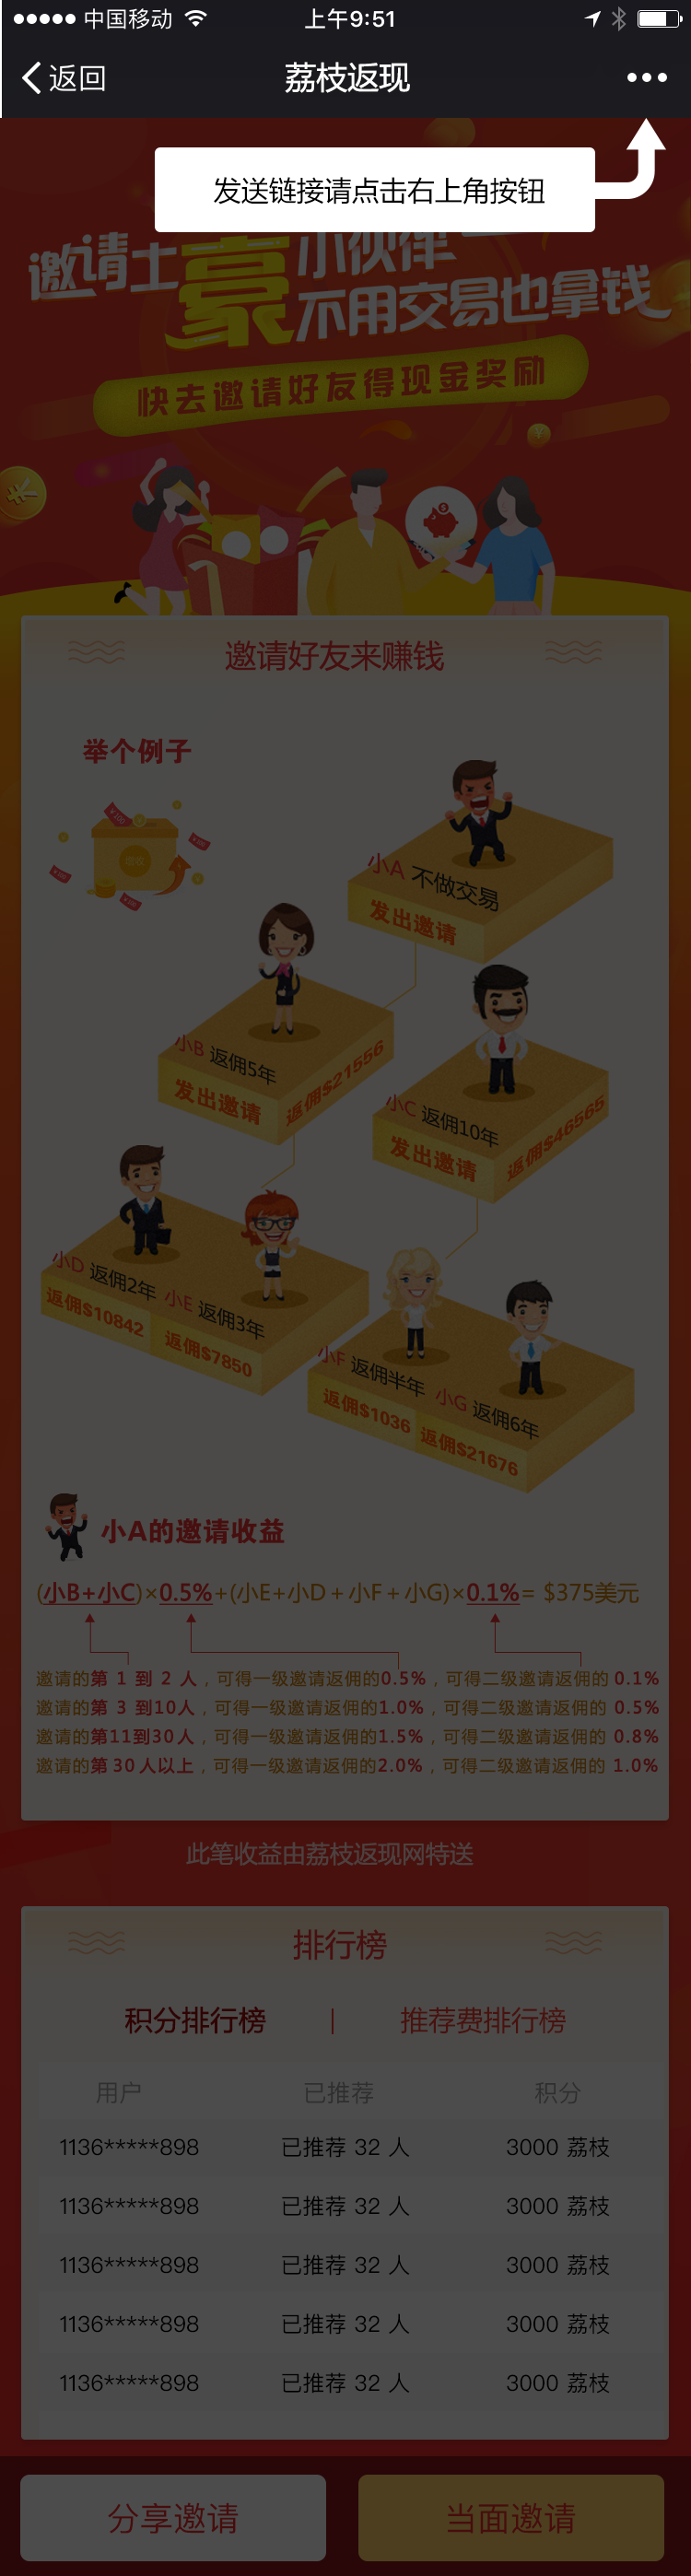 中国移动
上午9:51
返回
荔枝返现
发送链接请点击右上角按钮
邀请土豪小伙伴
不用交易也拿钱
快去邀请好友得现金奖励
邀请好友来赚钱
举个例子
小A 不做交易
发出邀请
小B 返佣5年
发出邀请 返佣$21556
小C 返佣10年
发出邀请 返佣$46565
小D 返佣2年
返佣$10842
小E 返佣3年
返佣$7850
小F 返佣半年
返佣$1036
小G 返佣6年
返佣$21676
小A的邀请收益
(小B+小C)×0.5%+(小E+小D+小F+小G)×0.1%= $375美元
邀请的第 1 到 2 人，可得一级邀请返佣的0.5%，可得二级邀请返佣的 0.1%
邀请的第 3 到10人，可得一级邀请返佣的1.0%，可得二级邀请返佣的 0.5%
邀请的第11到30人，可得一级邀请返佣的1.5%，可得二级邀请返佣的 0.8%
邀请的第 30 人以上，可得一级邀请返佣的2.0%，可得二级邀请返佣的 1.0%
此笔收益由荔枝返现网特送
排行榜
积分排行榜 | 推荐费排行榜
用户 已推荐 积分
1136*****898 已推荐 32 人 3000 荔枝
1136*****898 已推荐 32 人 3000 荔枝
1136*****898 已推荐 32 人 3000 荔枝
1136*****898 已推荐 32 人 3000 荔枝
1136*****898 已推荐 32 人 3000 荔枝
分享邀请 当面邀请